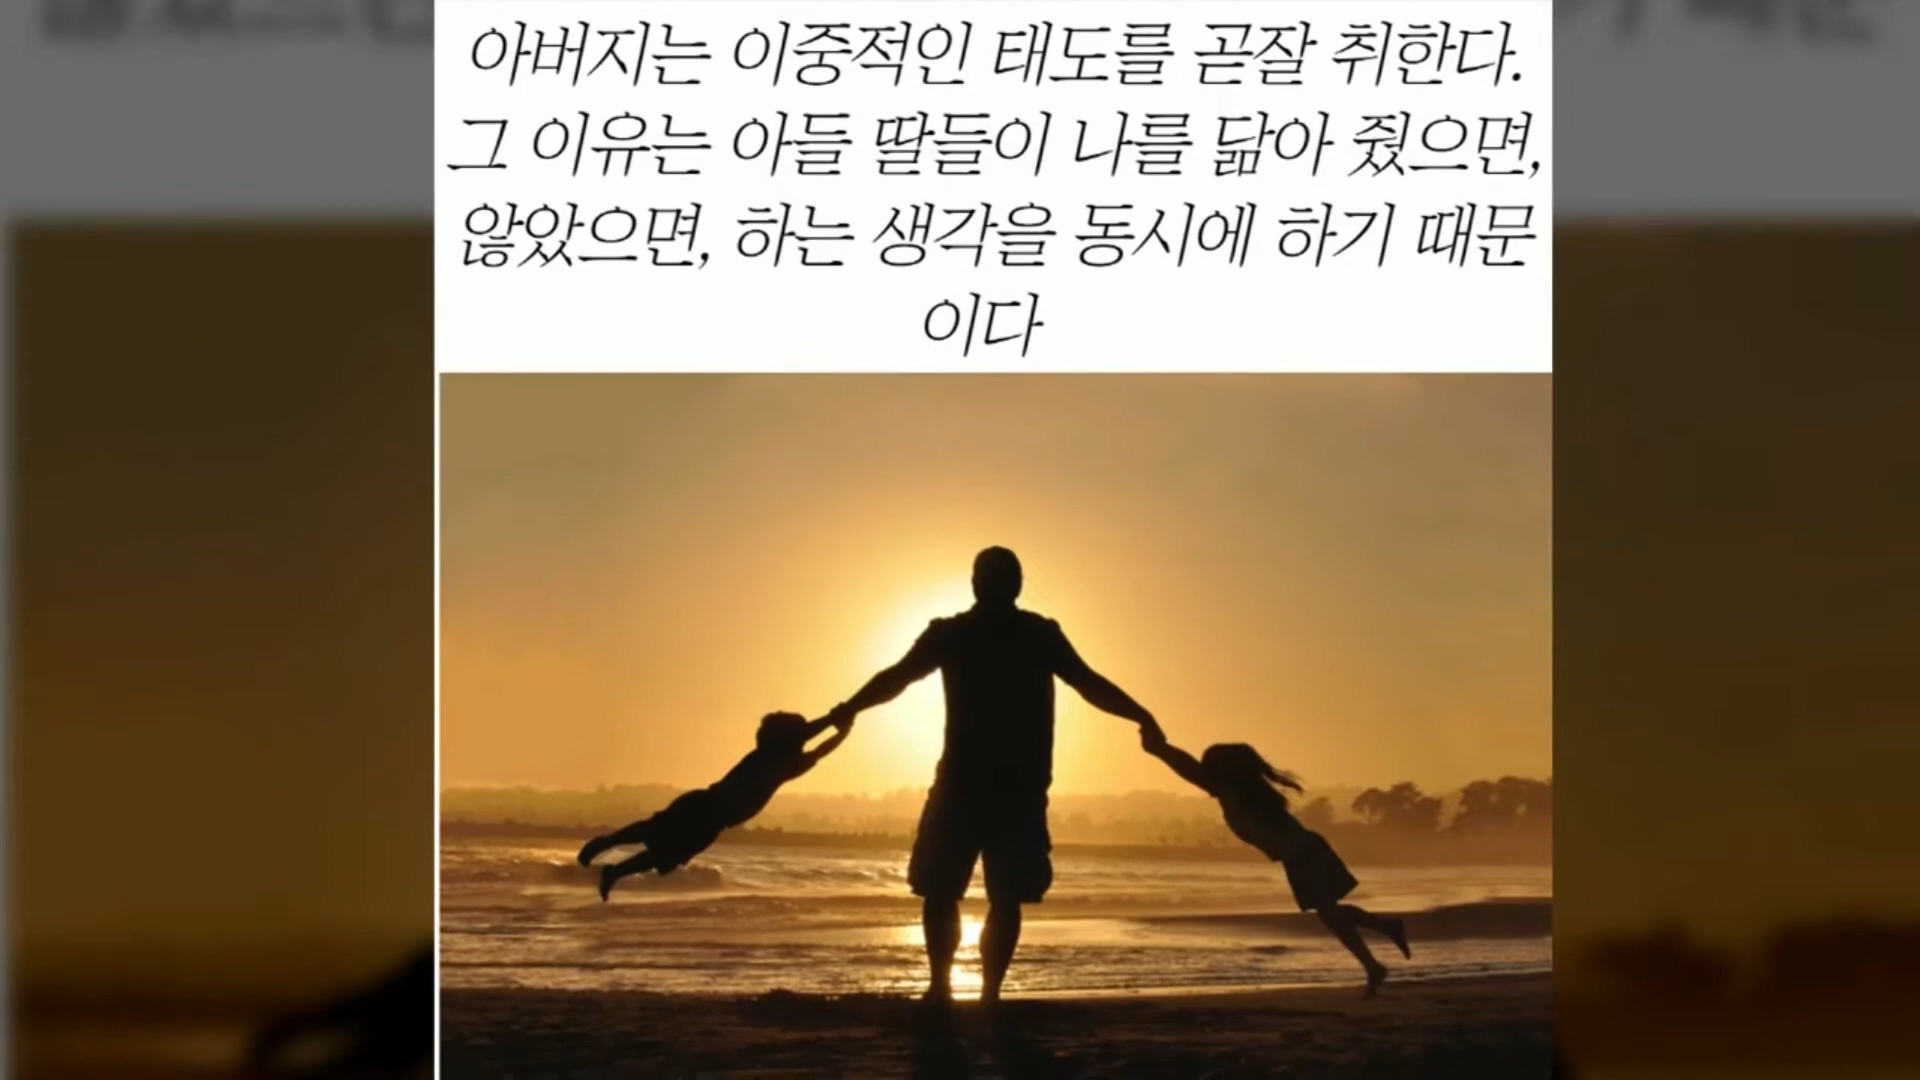 아버지는 이중적인 태도를 곧잘 취한다.
그 이유는 아들 딸들이 나를 닮아 줬으면,
않았으면, 하는 생각을 동시에 하기 때문
이다